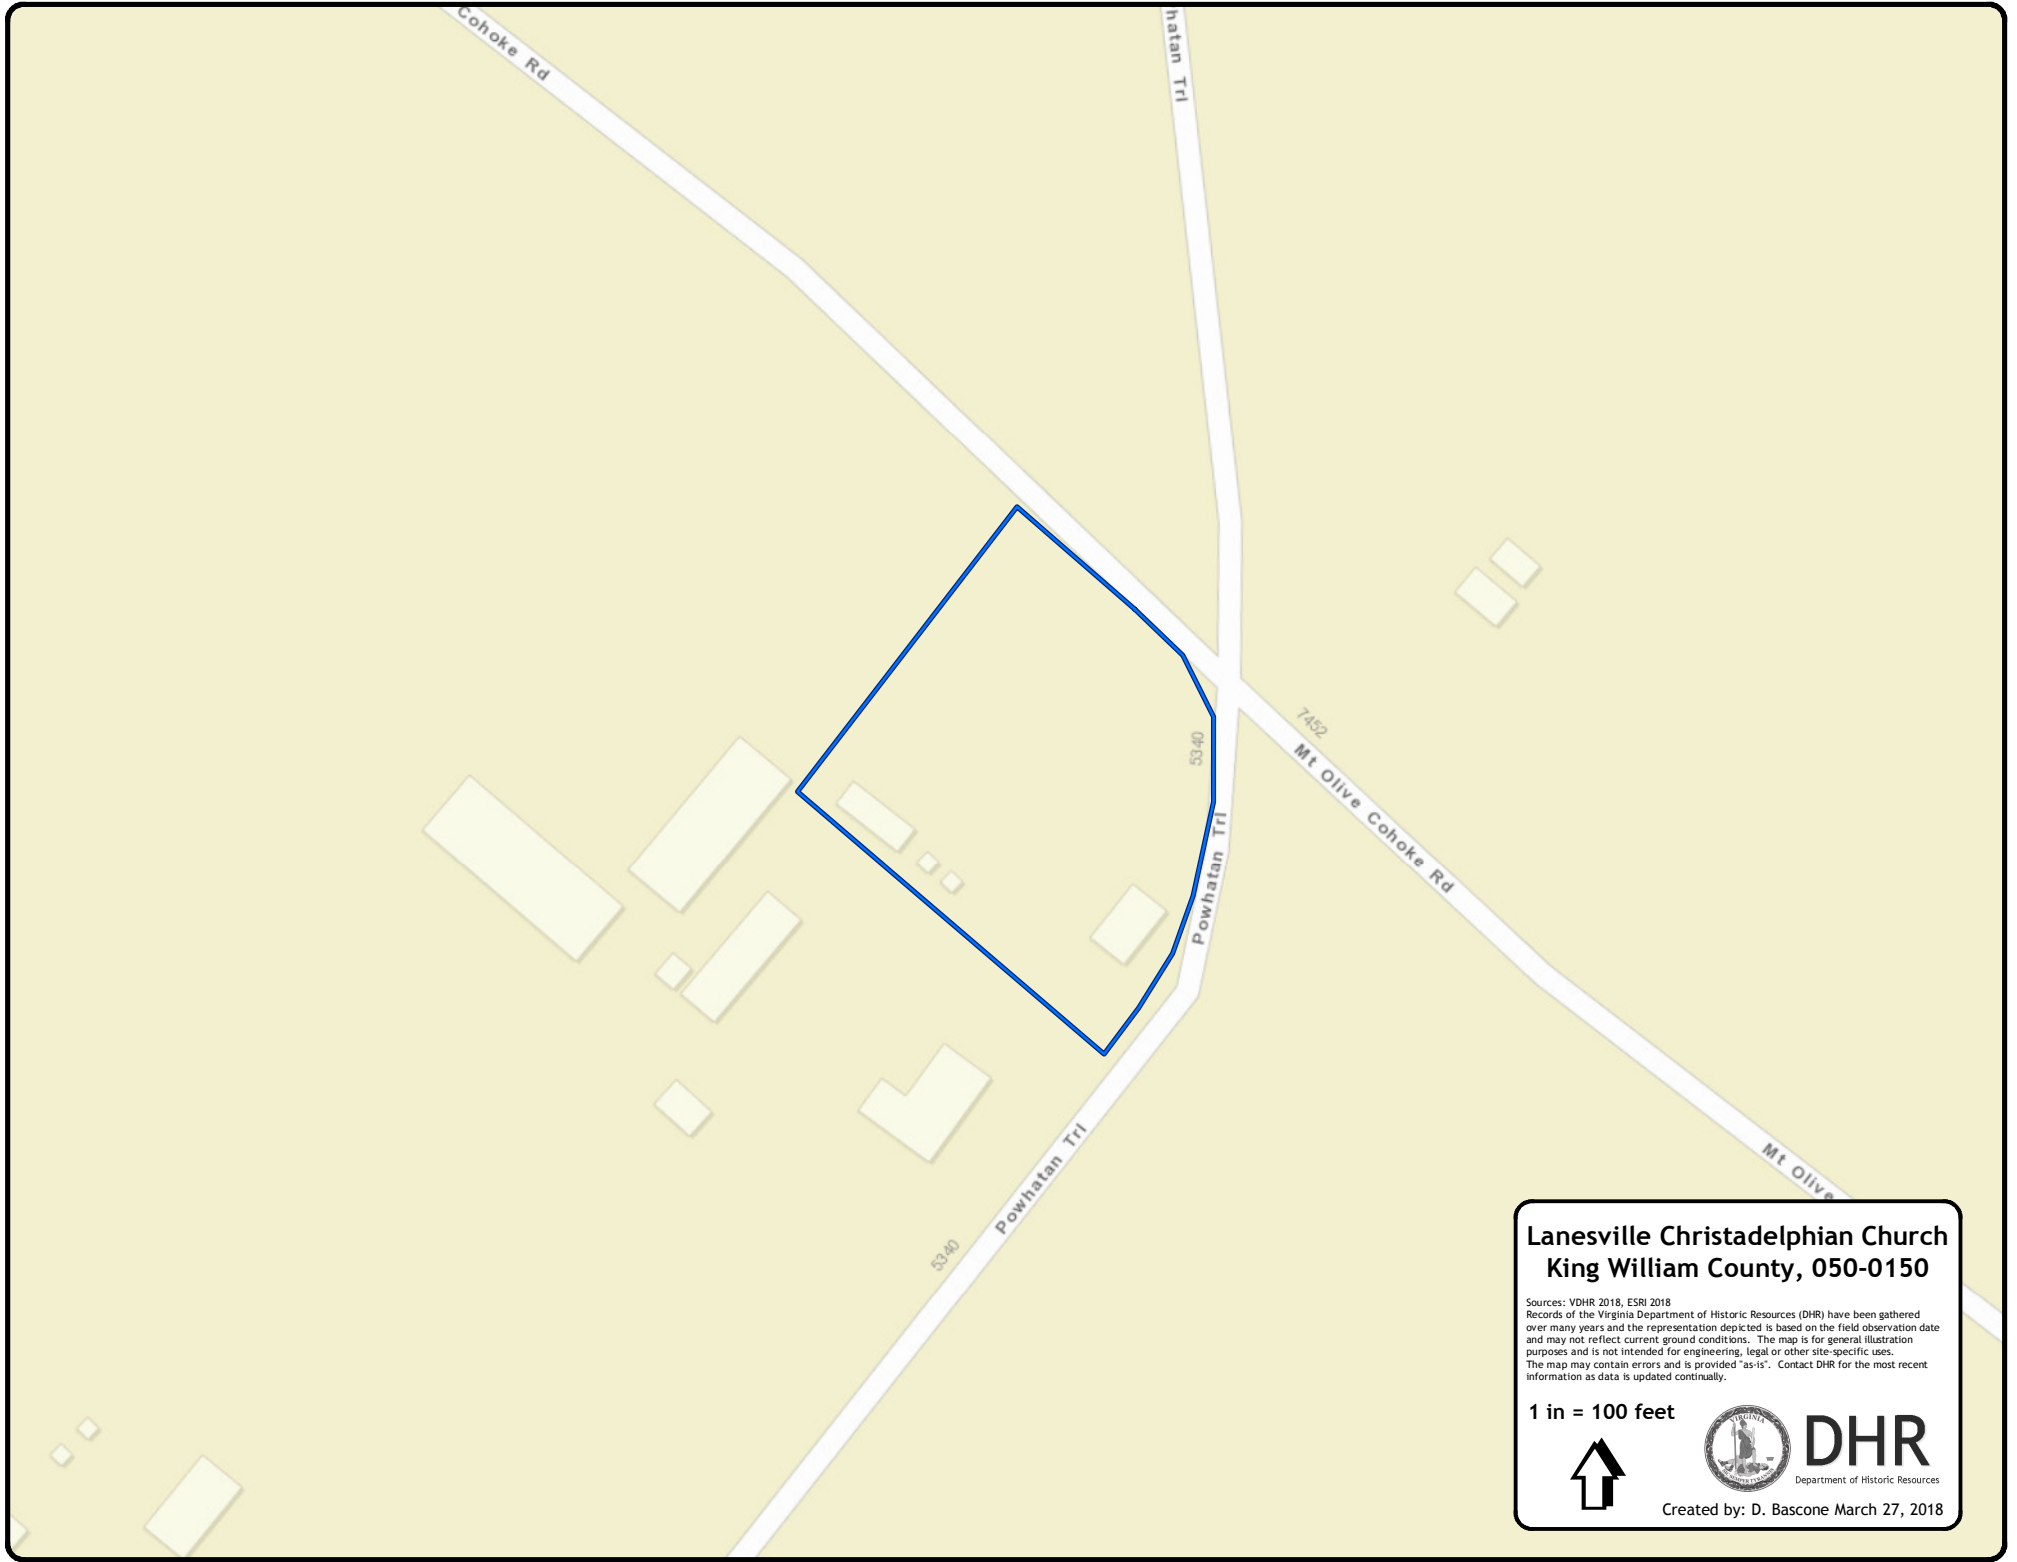 Cohoke Rd
hatan Trl
7452
5340
Mt Olive Cohoke Rd
Powhatan Trl
Powhatan Trl
5340
Mt Olive
Lanesville Christadelphian Church
King William County, 050-0150
Sources: VDHR 2018, ESRI 2018
Records of the Virginia Department of Historic Resources (DHR) have been gathered
over many years and the representation depicted is based on the field observation date
and may not reflect current ground conditions. The map is for general illustration
purposes and is not intended for engineering, legal or other site-specific uses.
The map may contain errors and is provided "as-is". Contact DHR for the most recent
information as data is updated continually.
1 in = 100 feet
VIRGINIA
DHR
Department of Historic Resources
Created by: D. Bascone March 27, 2018